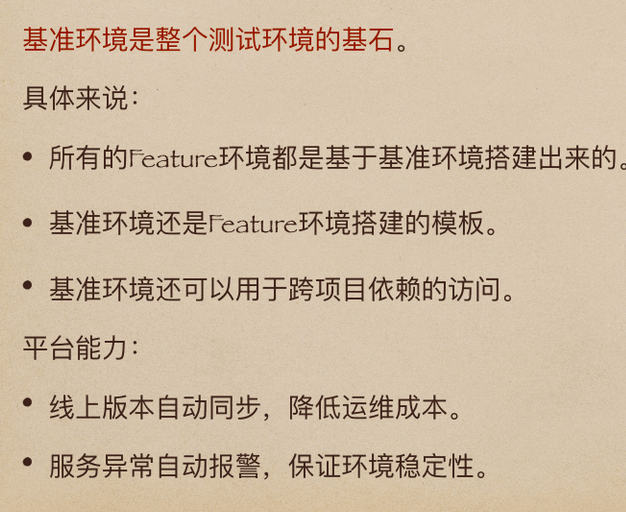 基准环境是整个测试环境的基石。
具体来说：
• 所有的Feature环境都是基于基准环境搭建出来的。
• 基准环境还是Feature环境搭建的模板。
• 基准环境还可以用于跨项目依赖的访问。
平台能力：
• 线上版本自动同步，降低运维成本。
• 服务异常自动报警，保证环境稳定性。